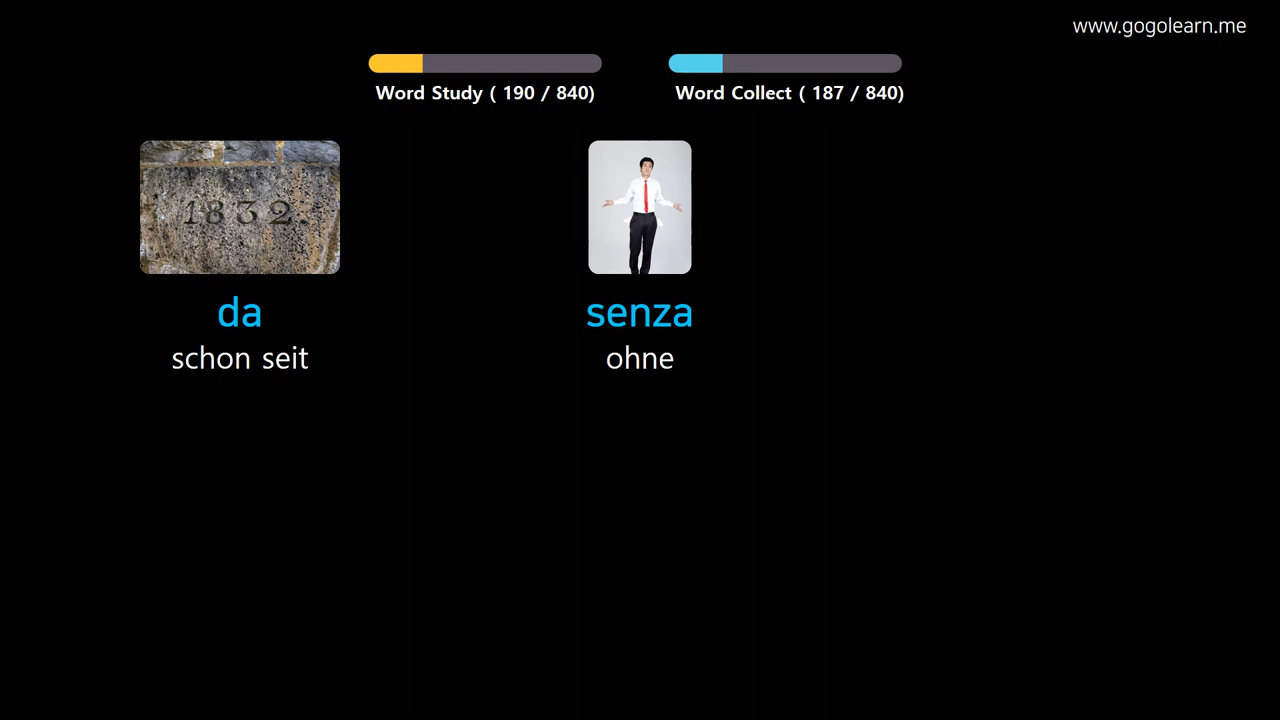 www.gogolearn.me
Word Study ( 190 / 840)
Word Collect ( 187 / 840)
1832.
da
senza
schon seit
ohne